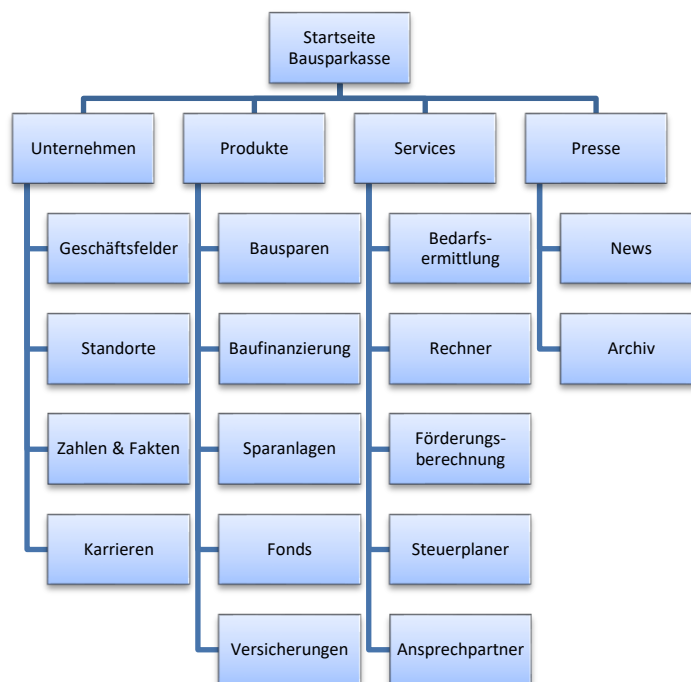 Startseite
Bausparkasse
Unternehmen
Produkte
Services
Presse
Geschäftsfelder
Bausparen
Bedarfs-
ermittlung
News
Standorte
Baufinanzierung
Rechner
Archiv
Zahlen & Fakten
Sparanlagen
Förderungs-
berechnung
Karrieren
Fonds
Steuerplaner
Versicherungen
Ansprechpartner